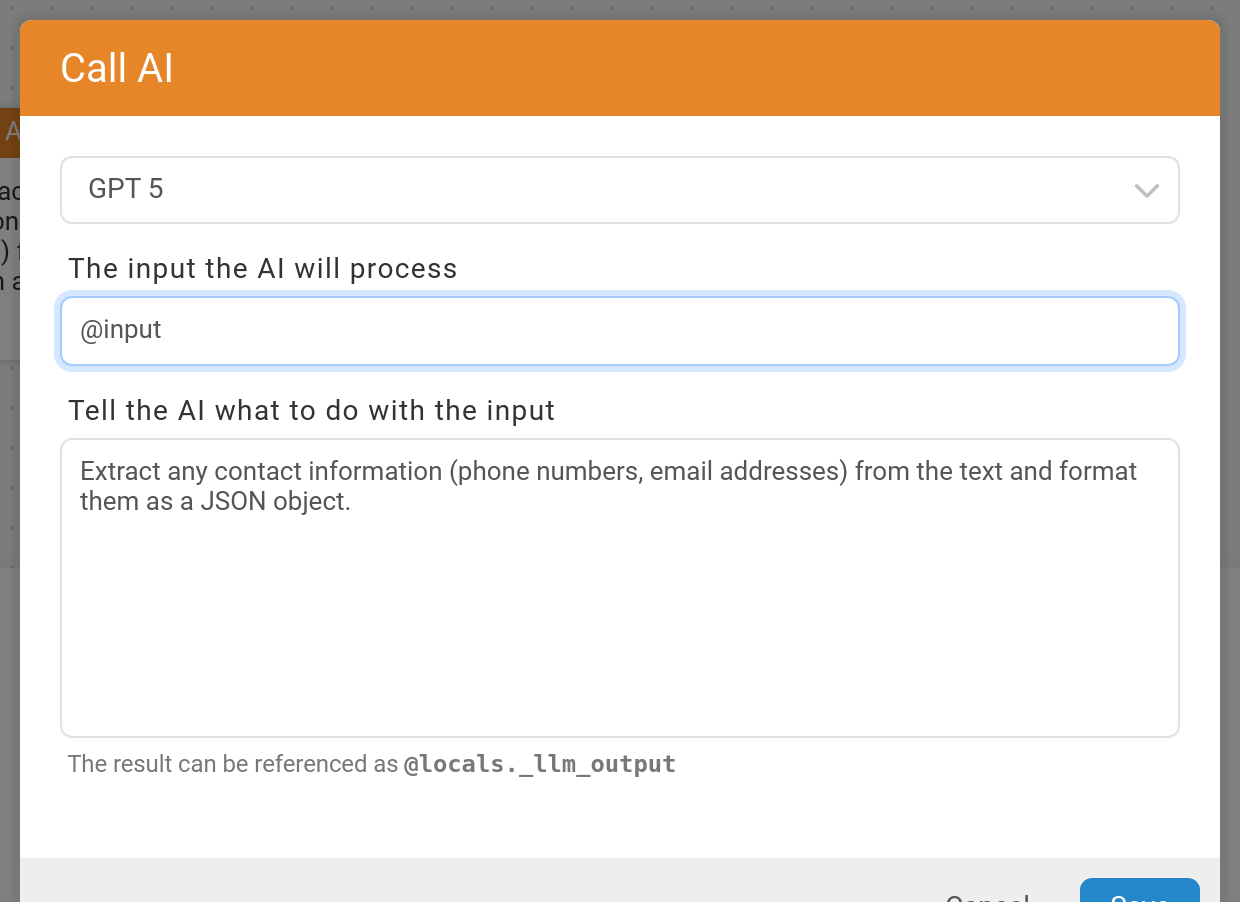 Call AI
GPT 5
The input the AI will process
@input
Tell the AI what to do with the input
Extract any contact information (phone numbers, email addresses) from the text and format
them as a JSON object.
The result can be referenced as @locals._llm_output
Cancel
Save